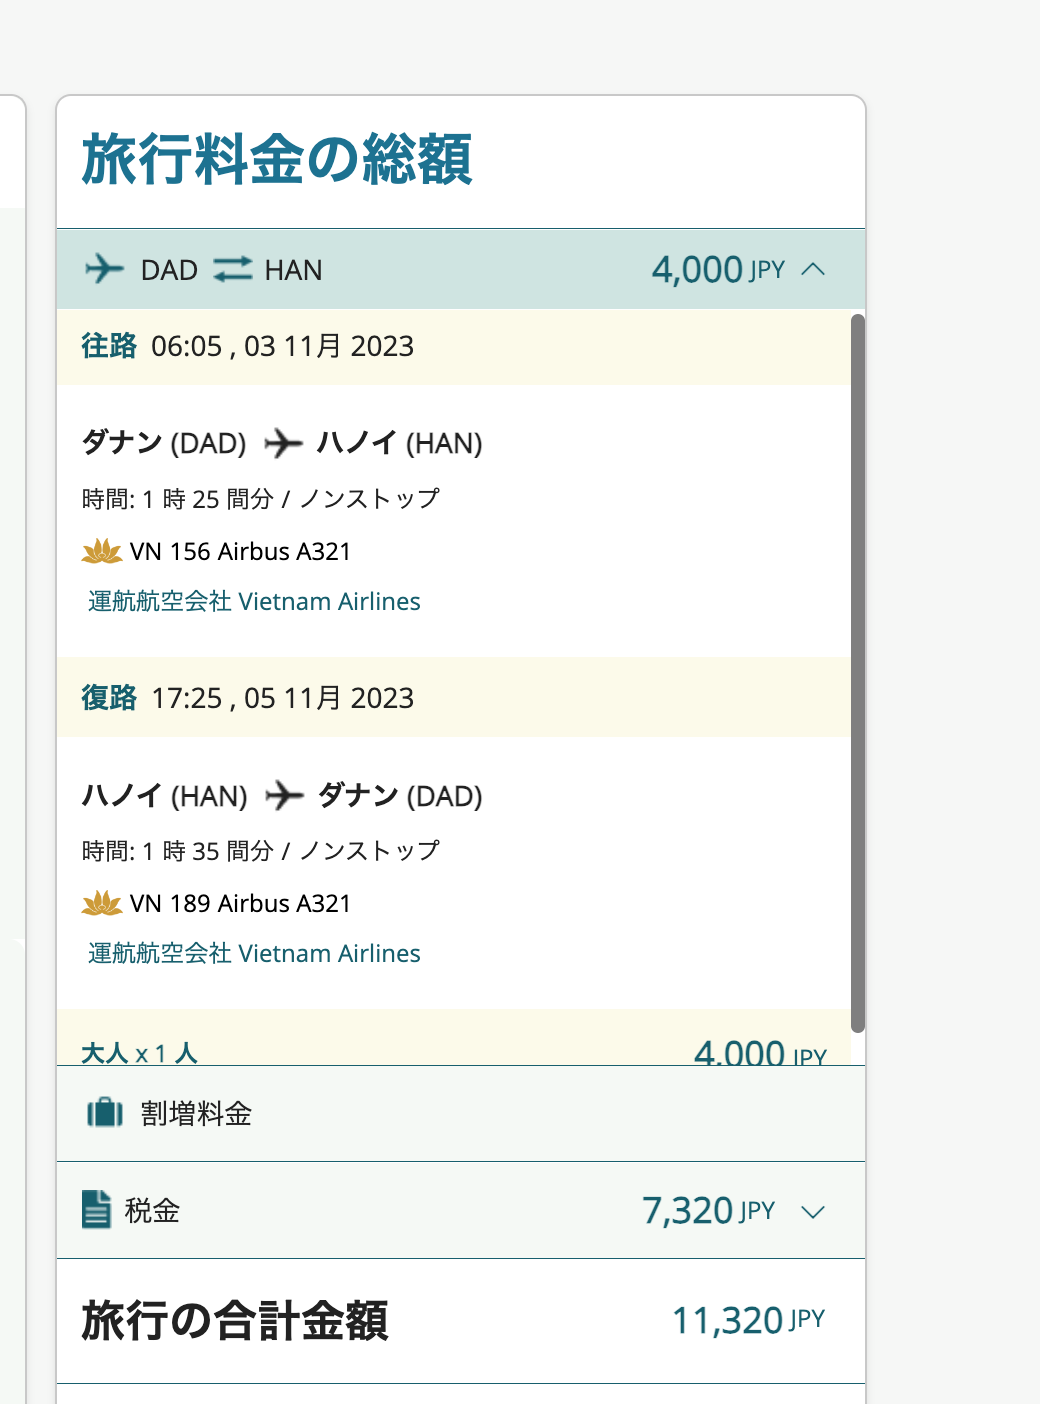 旅行料金の総額
DAD HAN 4,000 JPY
往路 06:05 , 03 11月 2023
ダナン (DAD) ハノイ (HAN)
時間: 1 時 25 間分 / ノンストップ
VN 156 Airbus A321
運航航空会社 Vietnam Airlines
復路 17:25 , 05 11月 2023
ハノイ (HAN) ダナン (DAD)
時間: 1 時 35 間分 / ノンストップ
VN 189 Airbus A321
運航航空会社 Vietnam Airlines
大人 x 1 人 4,000 JPY
割増料金
税金 7,320 JPY
旅行の合計金額 11,320 JPY